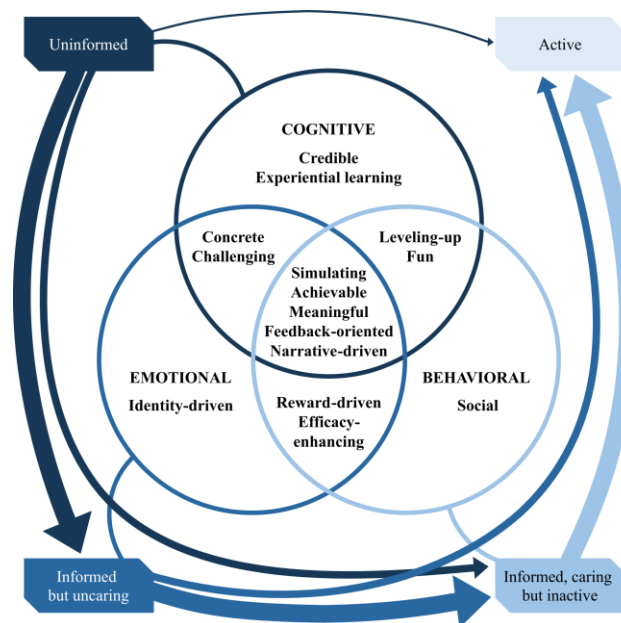 Uninformed
Active
COGNITIVE
Credible
Experiential learning
Concrete
Challenging
Leveling-up
Fun
Simulating
Achievable
Meaningful
Feedback-oriented
Narrative-driven
EMOTIONAL
Identity-driven
BEHAVIORAL
Social
Reward-driven
Efficacy-
enhancing
Informed
but uncaring
Informed, caring
but inactive